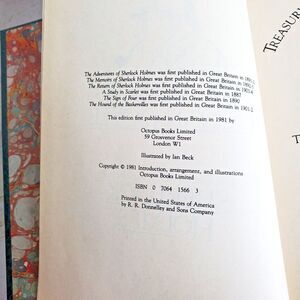 The Adventures of Sherlock Holmes was first published in Great Britain in
The Memoirs of Sherlock Holmes was first published in Great Britain in
The Return of Sherlock Holmes was first published in Great Britain in
A Study in Scarlet was first published in Great Britain in 1887
The Sign of Four was first published in Great Britain in 1890
The Hound of the Baskervilles was first published in Great Britain in 1901-2
This edition first published in Great Britain in 1981 by
Octopus Books Limited
59 Grosvenor Street
London W1
Illustrated by Ian Beck
Copyright © 1981 Introduction, arrangement, and illustrations
Octopus Books Limited
ISBN 0 7064 1566 3
Printed in the United States of America
by R. R. Donnelley and Sons Company